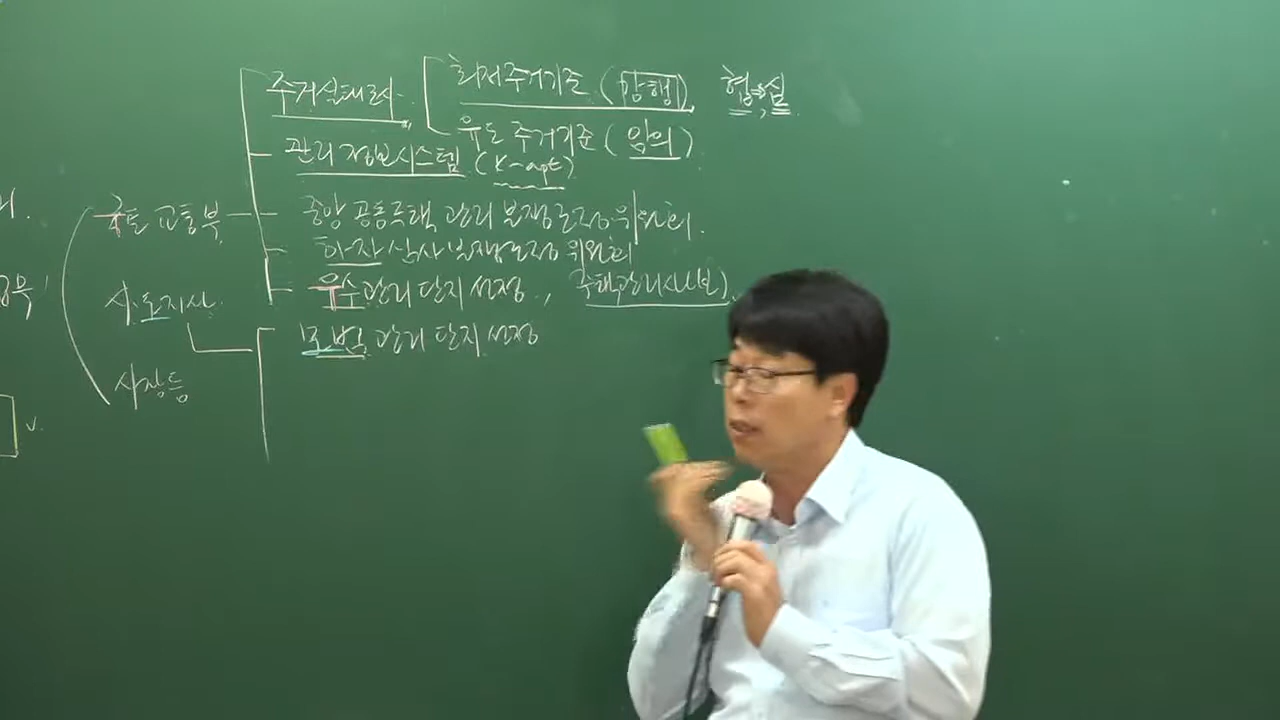 주거실태조사. 최저주거기준 (강행) 협⇒심
유도 주거기준 (임의)
관리 정보시스템 (K-apt)
국토 교통부 중앙 공동주택 관리 분쟁조정 위원회.
하자 심사 분쟁조정 위원회
시·도지사 우수관리 단지 선정,
모범 관리 단지 선정
시장등